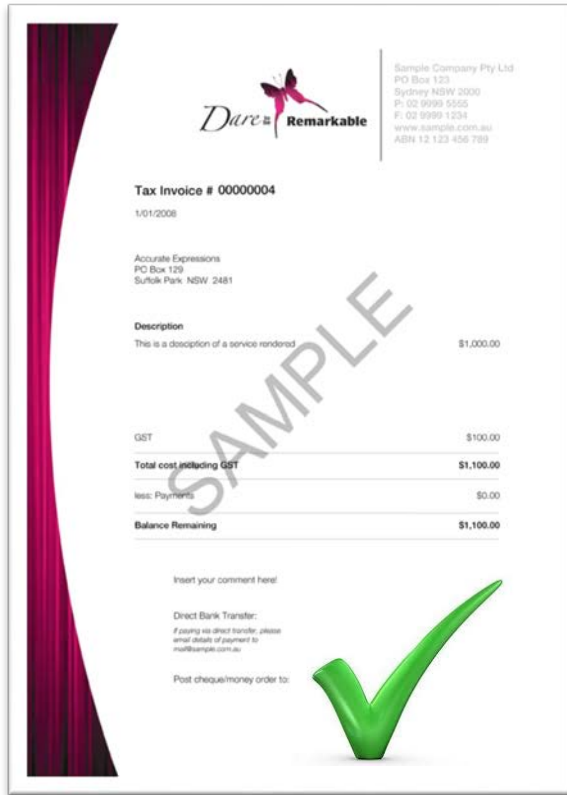 Dare to be Remarkable
Sample Company Pty Ltd
PO Box 123
Sydney NSW 2000
P: 02 9999 5555
F: 02 9999 1234
www.sample.com.au
ABN 12 123 456 789
Tax Invoice # 00000004
1/01/2008
Accurate Expressions
PO Box 129
Suffolk Park NSW 2481
Description
This is a desciption of a service rendered $1,000.00
SAMPLE
GST $100.00
Total cost including GST $1,100.00
less: Payments $0.00
Balance Remaining $1,100.00
Insert your comment here!
Direct Bank Transfer:
If paying via direct transfer, please
email details of payment to
mail@sample.com.au
Post cheque/money order to: